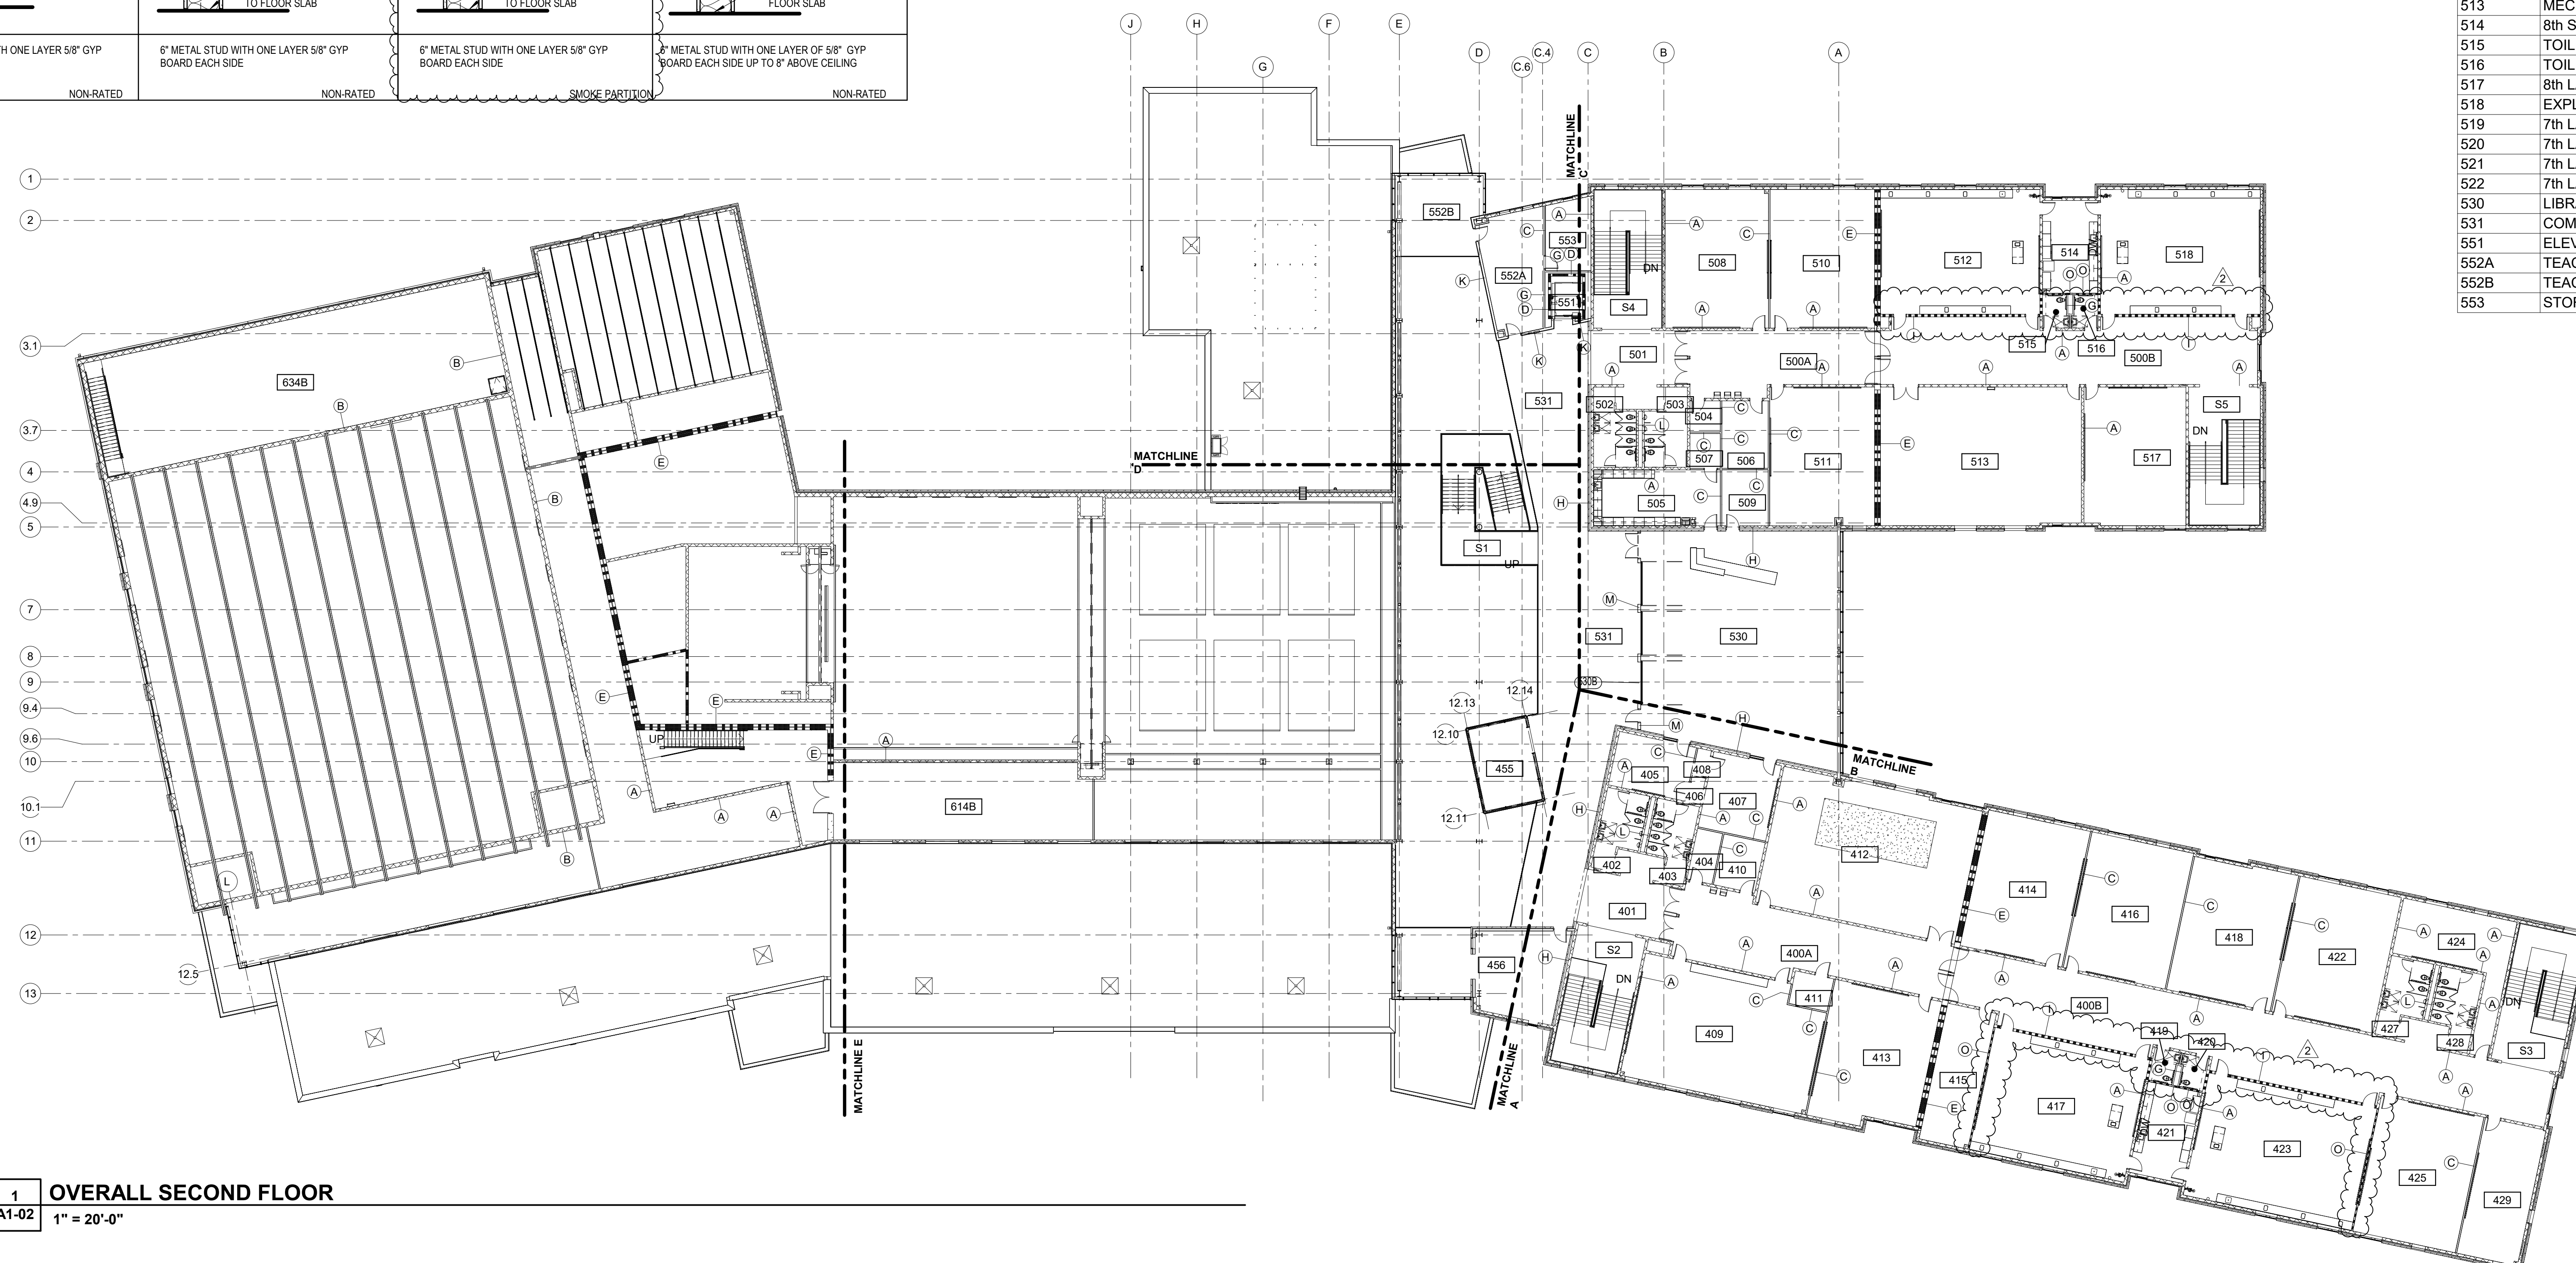 TO FLOOR SLAB
TO FLOOR SLAB
FLOOR SLAB
TH ONE LAYER 5/8" GYP
NON-RATED
6" METAL STUD WITH ONE LAYER 5/8" GYP
BOARD EACH SIDE
NON-RATED
6" METAL STUD WITH ONE LAYER 5/8" GYP
BOARD EACH SIDE
SMOKE PARTITION
6" METAL STUD WITH ONE LAYER OF 5/8" GYP
BOARD EACH SIDE UP TO 8" ABOVE CEILING
NON-RATED
513 MEC
514 8th S
515 TOIL
516 TOIL
517 8th L
518 EXPL
519 7th L
520 7th L
521 7th L
522 7th L
530 LIBR
531 COM
551 ELEV
552A TEAC
552B TEAC
553 STOR
J H G F E D C.6 C.4 C B A
1
2
3.1
3.7
4
4.9
5
7
8
9
9.4
9.6
10
10.1
11
12
13
12.5
12.10
12.13
12.14
12.11
MATCHLINE
C
MATCHLINE
D
MATCHLINE
B
MATCHLINE
A
MATCHLINE E
634B
B
B
B
B
B
E
E
E
E
UP
A
A
A
A
L
614B
552B
552A
553
551
K
K
K
C
G
D
G
D
A
S4
DN
A
508
C
510
E
512
514
DW
O
O
518
A
2
A
A
I
515
516
G
A
I
501
500A
500B
A
A
A
A
531
502
503
504
C
L
C
C
507
506
C
511
E
513
A
517
S5
DN
H
505
A
C
509
C
H
S1
UP
M
531
530
530B
M
H
455
456
A
405
C
408
406
407
A
C
H
L
A
402
403
404
C
410
A
412
401
S2
H
DN
A
A
400A
A
409
C
411
C
413
C
414
E
416
C
418
C
422
C
424
A
A
A
L
427
428
A
A
DN
S3
A
A
A
400B
A
I
419
420
G
2
I
O
415
E
417
A
O
O
A
421
DW
423
O
425
C
429
1
A1-02
OVERALL SECOND FLOOR
1" = 20'-0"